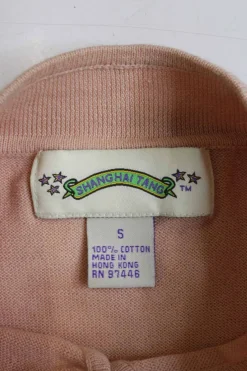 SHANGHAI TANG
TM
S
100% COTTON
MADE IN
HONG KONG
RN 97446